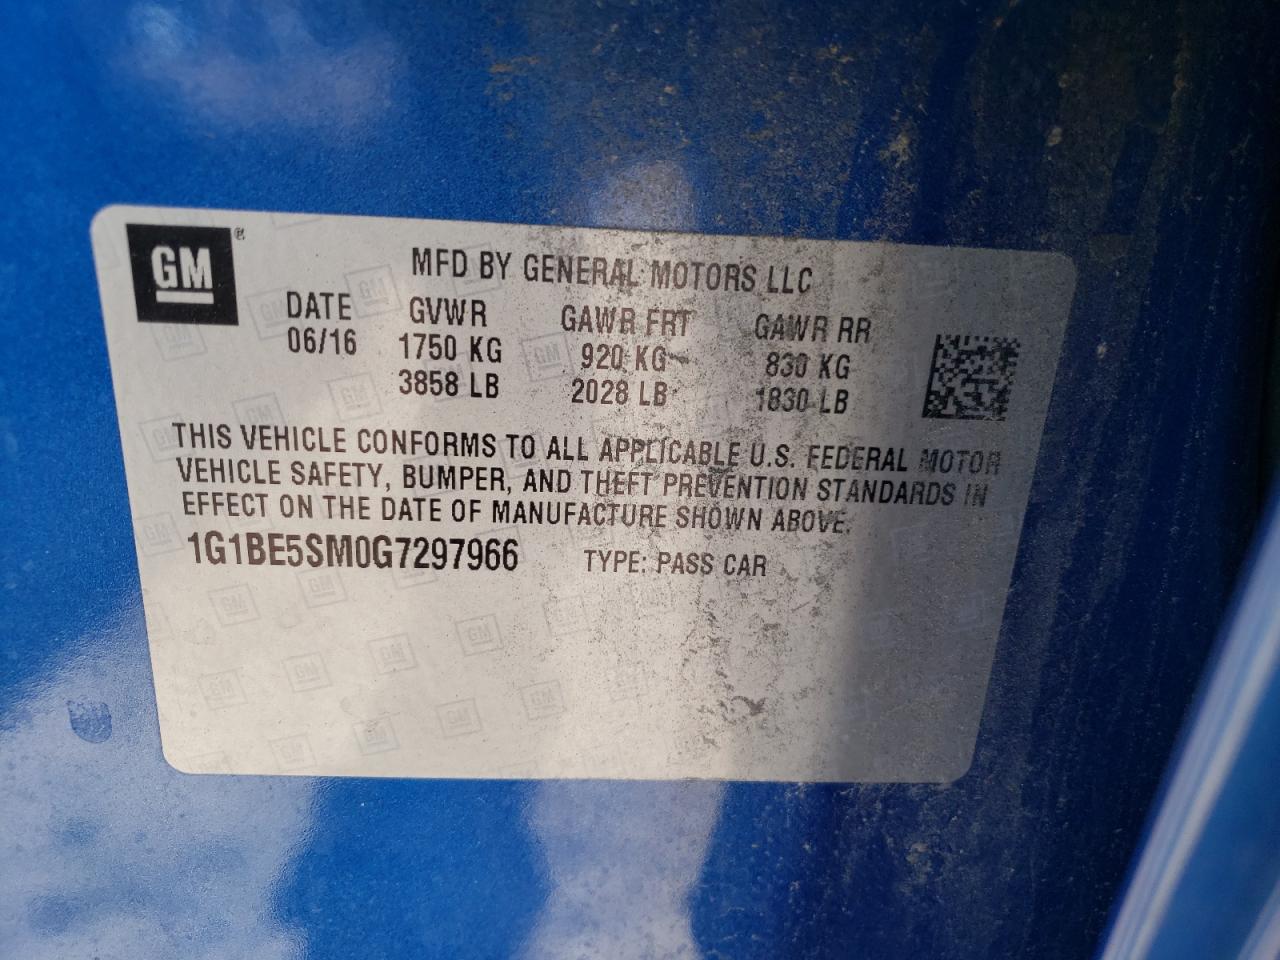 GM®
MFD BY GENERAL MOTORS LLC
DATE GVWR GAWR FRT GAWR RR
06/16 1750 KG 920 KG 830 KG
3858 LB 2028 LB 1830 LB
THIS VEHICLE CONFORMS TO ALL APPLICABLE U.S. FEDERAL MOTOR
VEHICLE SAFETY, BUMPER, AND THEFT PREVENTION STANDARDS IN
EFFECT ON THE DATE OF MANUFACTURE SHOWN ABOVE.
1G1BE5SM0G7297966 TYPE: PASS CAR